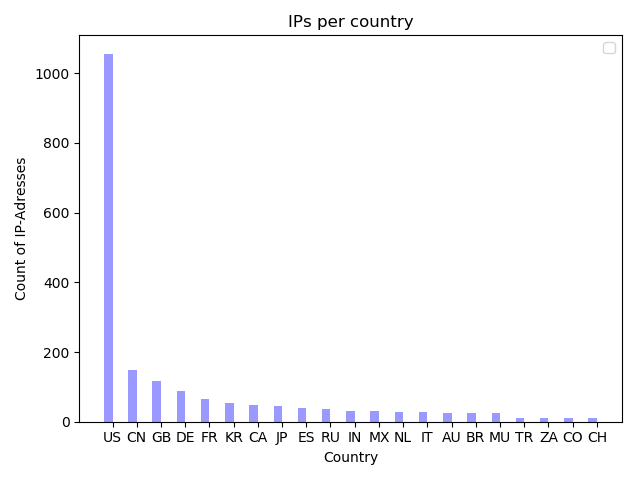 IPs per country
1000
800
600
400
200
0
Count of IP-Adresses
US CN GB DE FR KR CA JP ES RU IN MX NL IT AU BR MU TR ZA CO CH
Country